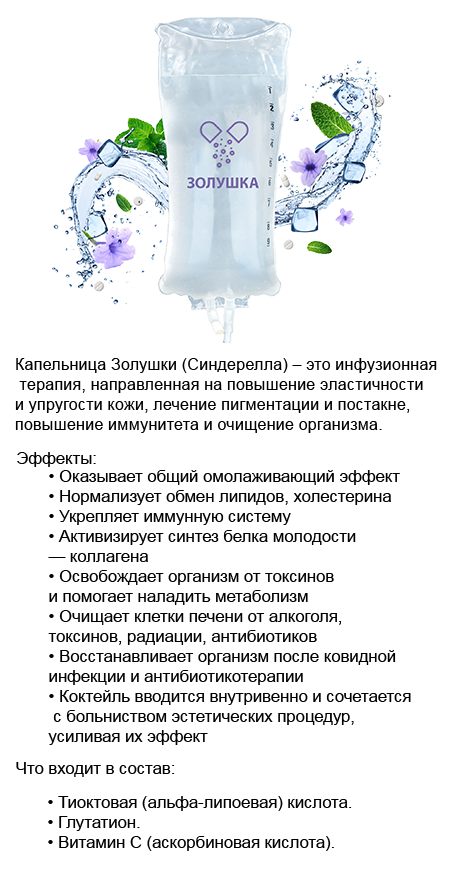 ЗОЛУШКА
Капельница Золушки (Синдерелла) – это инфузионная
терапия, направленная на повышение эластичности
и упругости кожи, лечение пигментации и постакне,
повышение иммунитета и очищение организма.
Эффекты:
• Оказывает общий омолаживающий эффект
• Нормализует обмен липидов, холестерина
• Укрепляет иммунную систему
• Активизирует синтез белка молодости
— коллагена
• Освобождает организм от токсинов
и помогает наладить метаболизм
• Очищает клетки печени от алкоголя,
токсинов, радиации, антибиотиков
• Восстанавливает организм после ковидной
инфекции и антибиотикотерапии
• Коктейль вводится внутривенно и сочетается
с больниством эстетических процедур,
усиливая их эффект
Что входит в состав:
• Тиоктовая (альфа-липоевая) кислота.
• Глутатион.
• Витамин С (аскорбиновая кислота).